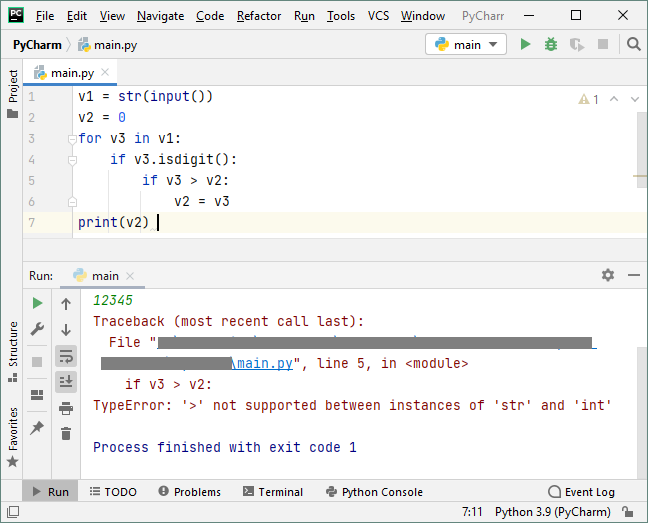 PC File Edit View Navigate Code Refactor Run Tools VCS Window PyCharr
PyCharm main.py main
Project
main.py
1 v1 = str(input())
2 v2 = 0
3 for v3 in v1:
4 if v3.isdigit():
5 if v3 > v2:
6 v2 = v3
7 print(v2)
1
Run: main
12345
Traceback (most recent call last):
File "
\main.py", line 5, in <module>
if v3 > v2:
TypeError: '>' not supported between instances of 'str' and 'int'
Process finished with exit code 1
Structure
Favorites
Run TODO Problems Terminal Python Console Event Log
7:11 Python 3.9 (PyCharm)